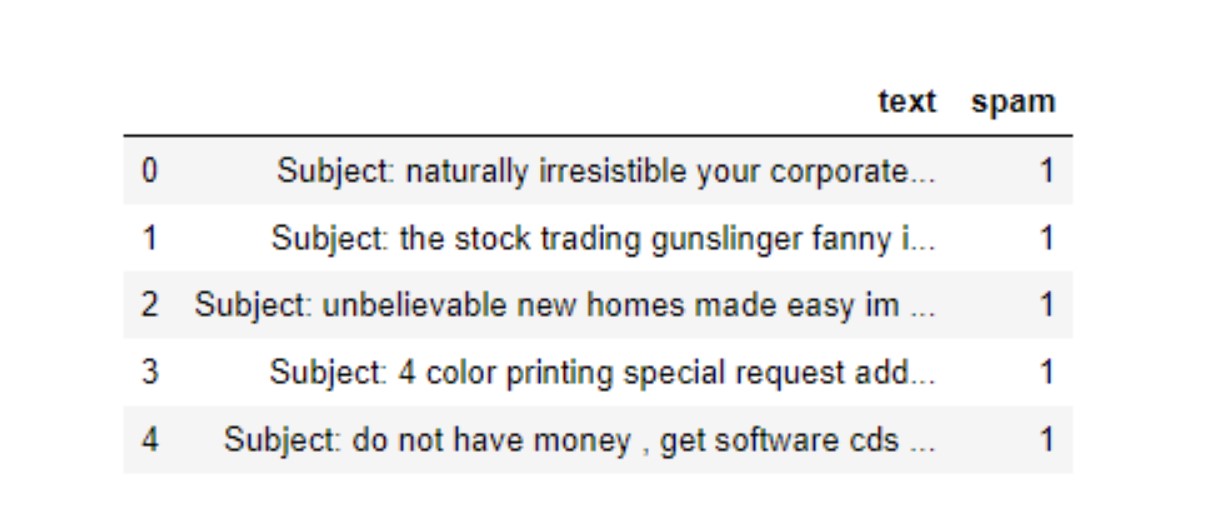 text spam
0 Subject: naturally irresistible your corporate... 1
1 Subject: the stock trading gunslinger fanny i... 1
2 Subject: unbelievable new homes made easy im ... 1
3 Subject: 4 color printing special request add... 1
4 Subject: do not have money , get software cds ... 1